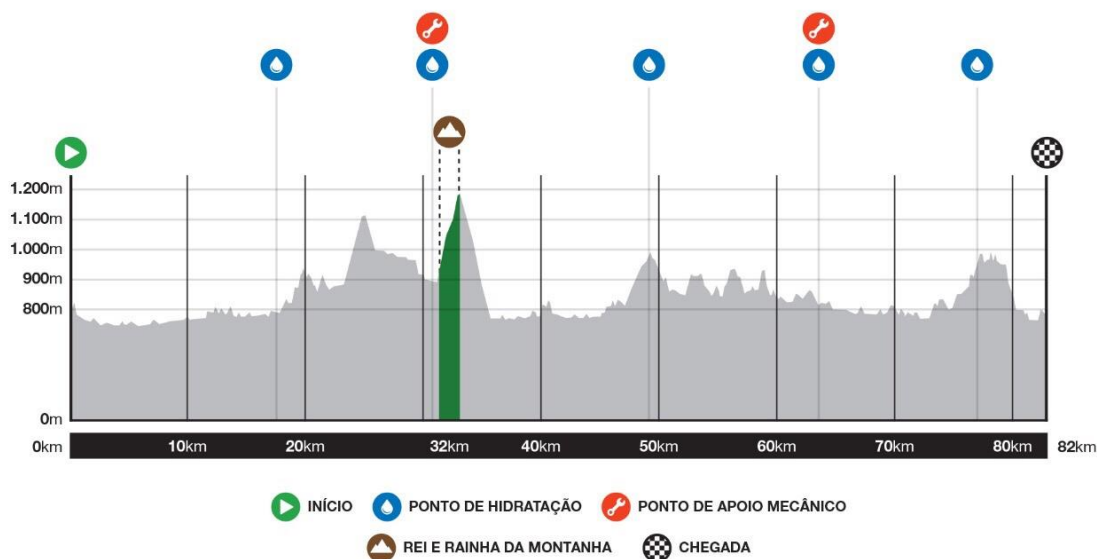 1.200m
1.100m
1.000m
900m
800m
0m
0km 10km 20km 32km 40km 50km 60km 70km 80km 82km
INÍCIO PONTO DE HIDRATAÇÃO PONTO DE APOIO MECÂNICO
REI E RAINHA DA MONTANHA CHEGADA